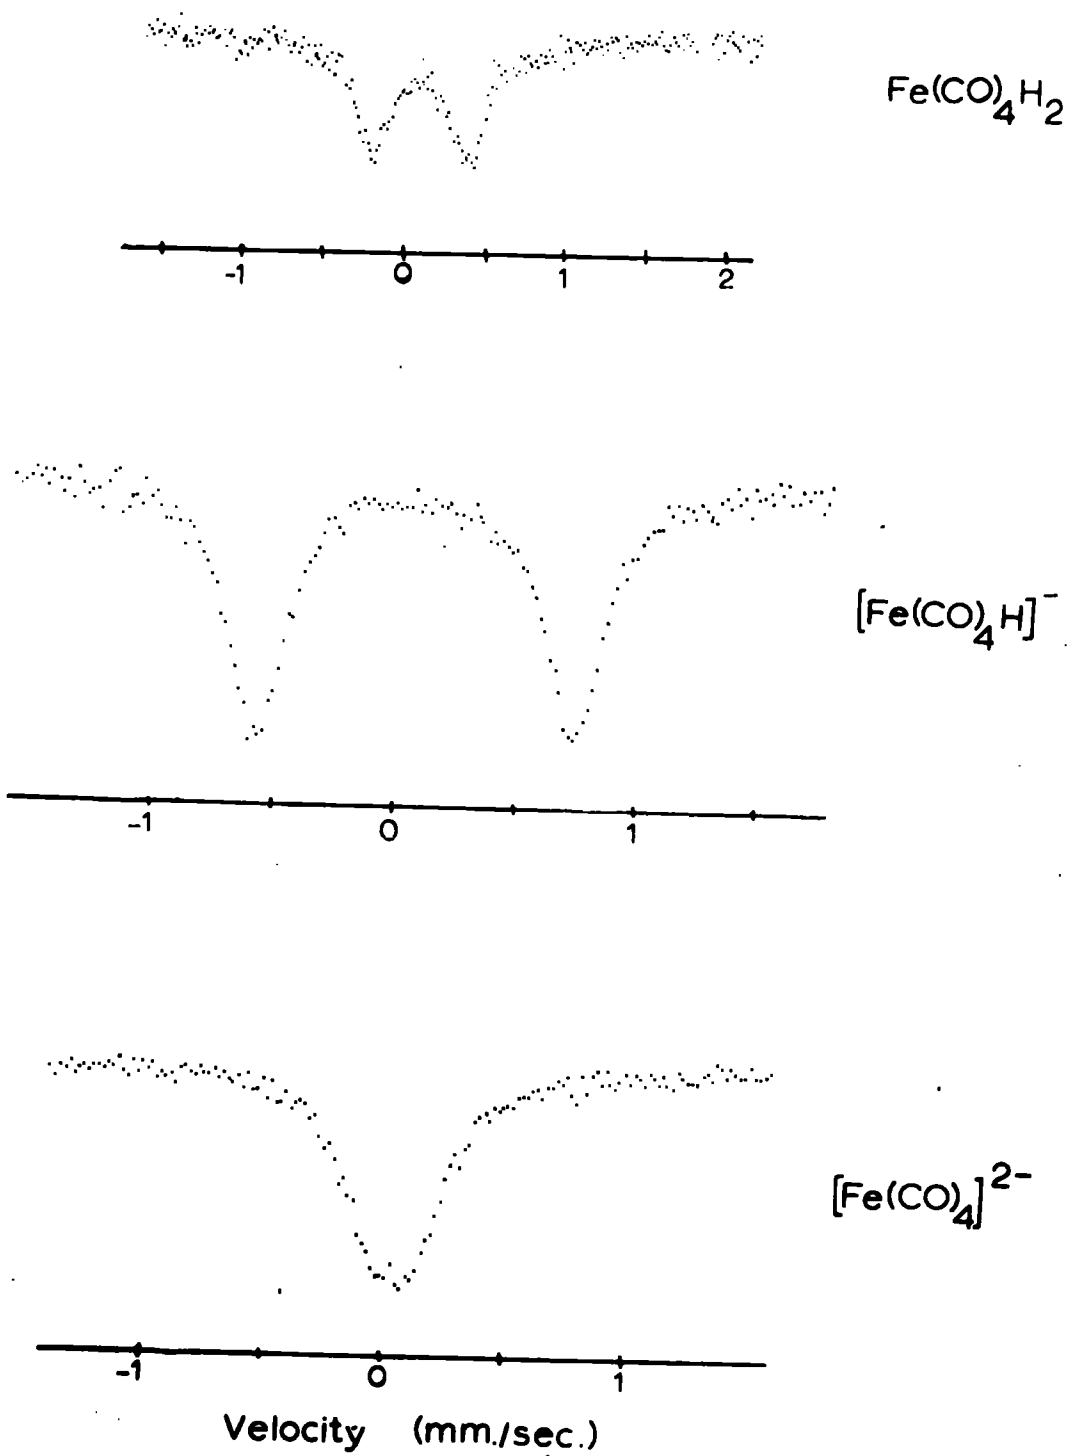 Fe(CO)₄H₂
-1 0 1 2
[Fe(CO)₄H]⁻
-1 0 1
[Fe(CO)₄]²⁻
-1 0 1
Velocity (mm./sec.)